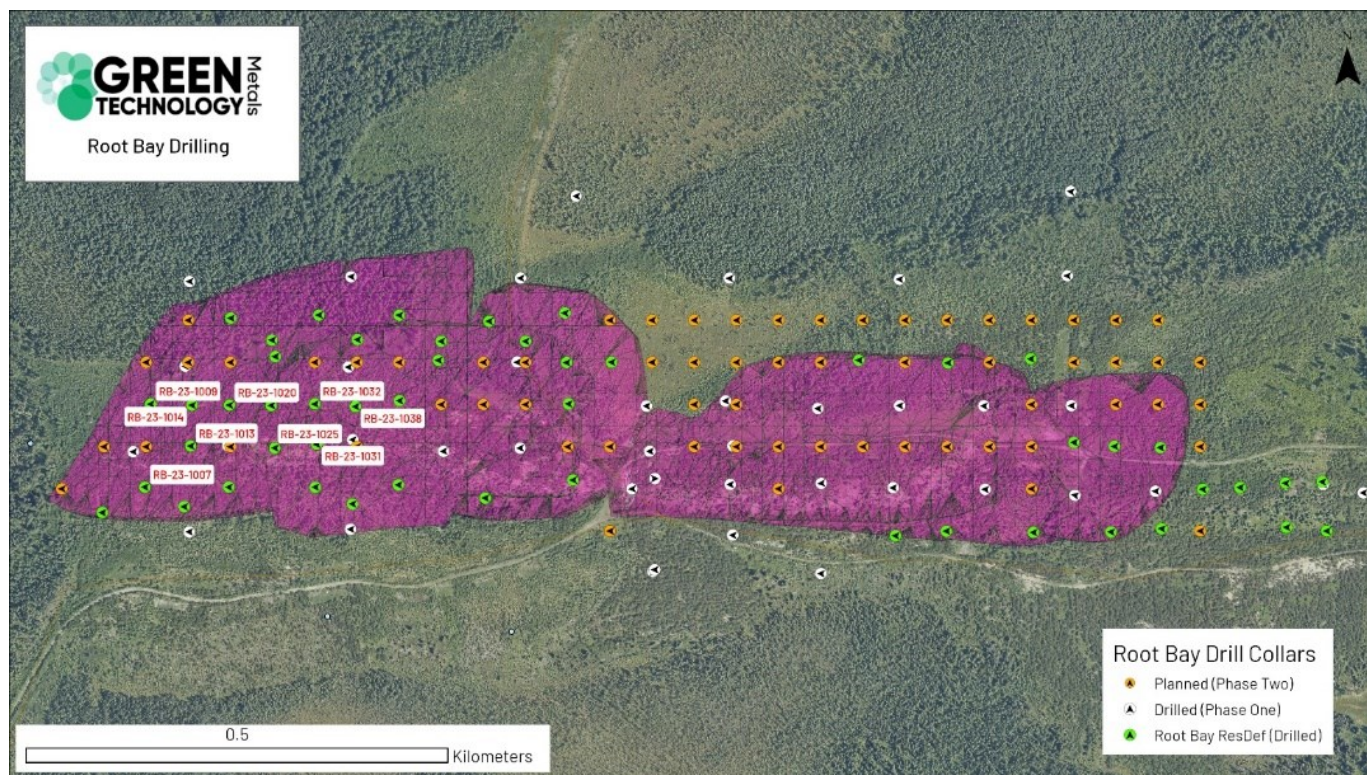 GREEN
TECHNOLOGY
Metals
Root Bay Drilling
N
RB-23-1009
RB-23-1020
RB-23-1032
RB-23-1014
RB-23-1038
RB-23-1013
RB-23-1025
RB-23-1031
RB-23-1007
Root Bay Drill Collars
Planned (Phase Two)
Drilled (Phase One)
Root Bay ResDef (Drilled)
0.5
Kilometers